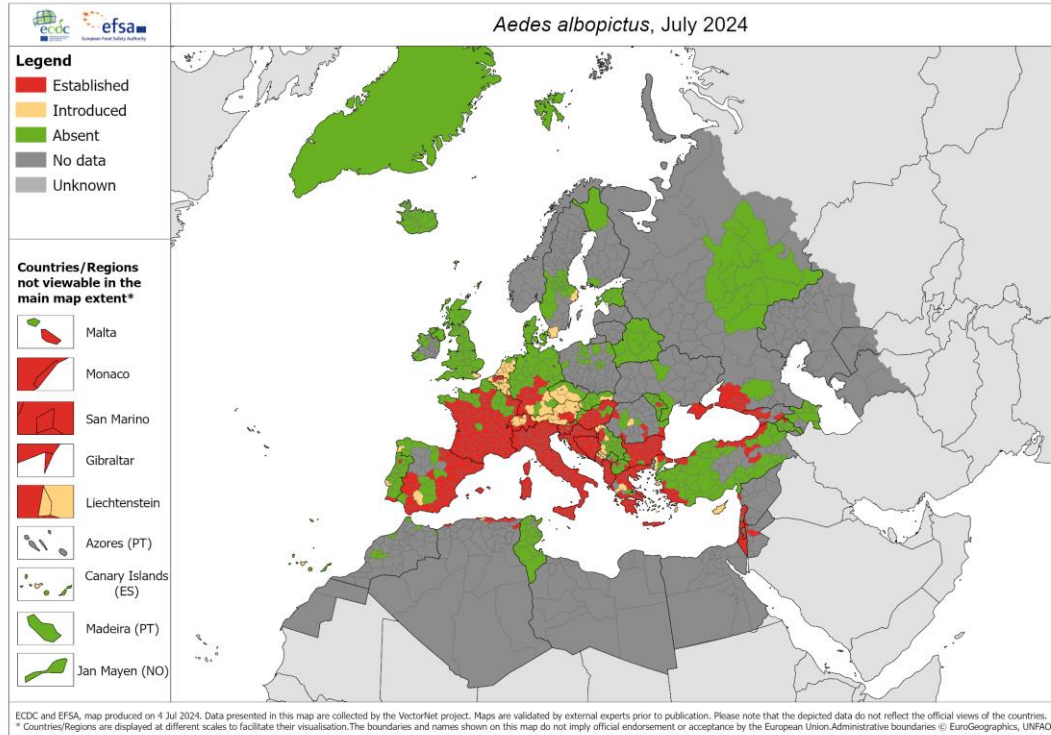 ecdc
efsa
European Food Safety Authority
Aedes albopictus, July 2024
Legend
Established
Introduced
Absent
No data
Unknown
Countries/Regions
not viewable in the
main map extent*
Malta
Monaco
San Marino
Gibraltar
Liechtenstein
Azores (PT)
Canary Islands
(ES)
Madeira (PT)
Jan Mayen (NO)
ECDC and EFSA, map produced on 4 Jul 2024. Data presented in this map are collected by the VectorNet project. Maps are validated by external experts prior to publication. Please note that the depicted data do not reflect the official views of the countries.
* Countries/Regions are displayed at different scales to facilitate their visualisation.The boundaries and names shown on this map do not imply official endorsement or acceptance by the European Union.Administrative boundaries © EuroGeographics, UNFAO